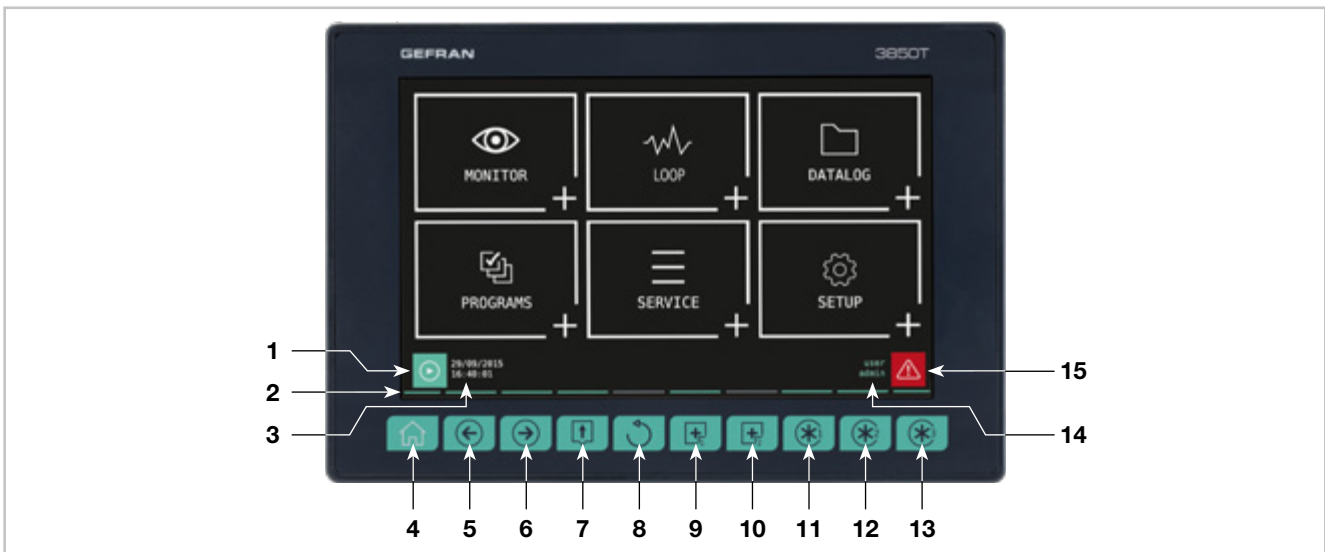 GEFRAN 3850T
MONITOR LOOP DATALOG
PROGRAMS SERVICE SETUP
1
29/09/2015
16:40:01
user
admin
15
2
3
14
4 5 6 7 8 9 10 11 12 13